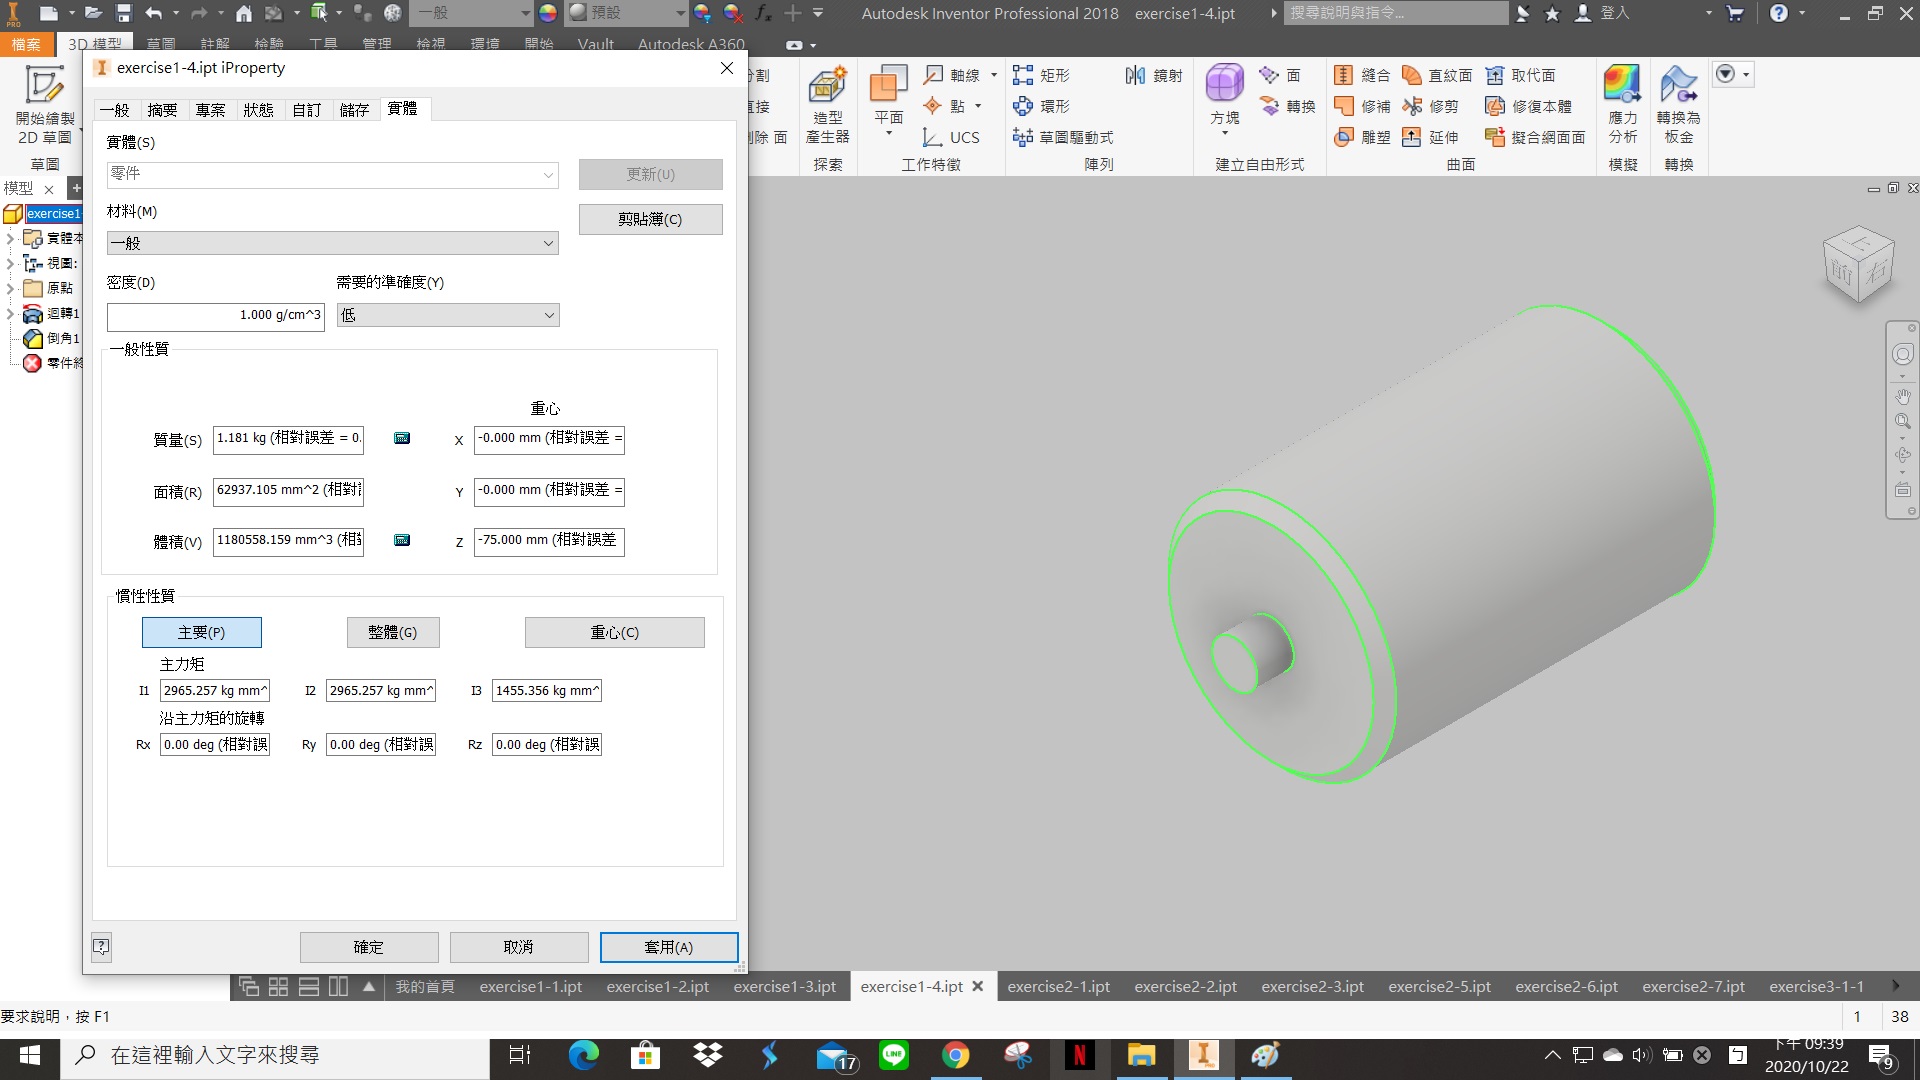 PRO
一般
預設
Autodesk Inventor Professional 2018 exercise1-4.ipt
搜尋說明與指令...
登入
檔案 3D 模型 草圖 註解 檢驗 工具 管理 檢視 環境 開始 Vault Autodesk A360
exercise1-4.ipt iProperty
開始繪製
2D 草圖
草圖
分割
直接
刪除 面
造型
產生器
探索
平面
軸線
點
UCS
工作特徵
矩形
環形
草圖驅動式
鏡射
陣列
方塊
面
轉換
建立自由形式
縫合
修補
雕塑
直紋面
修剪
延伸
取代面
修復本體
擬合網面面
曲面
應力
分析
模擬
轉換為
板金
轉換
模型
exercise1-
實體本
視圖:
原點
迴轉1
倒角1
零件終
一般 摘要 專案 狀態 自訂 儲存 實體
實體(S)
零件
更新(U)
材料(M)
剪貼簿(C)
一般
密度(D)
需要的準確度(Y)
1.000 g/cm^3
低
一般性質
重心
質量(S) 1.181 kg (相對誤差 = 0.
X -0.000 mm (相對誤差 =
面積(R) 62937.105 mm^2 (相對
Y -0.000 mm (相對誤差 =
體積(V) 1180558.159 mm^3 (相
Z -75.000 mm (相對誤差
慣性性質
主要(P) 整體(G) 重心(C)
主力矩
I1 2965.257 kg mm^ I2 2965.257 kg mm^ I3 1455.356 kg mm^
沿主力矩的旋轉
Rx 0.00 deg (相對誤 Ry 0.00 deg (相對誤 Rz 0.00 deg (相對誤
確定 取消 套用(A)
上
前
右
我的首頁 exercise1-1.ipt exercise1-2.ipt exercise1-3.ipt exercise1-4.ipt exercise2-1.ipt exercise2-2.ipt exercise2-3.ipt exercise2-5.ipt exercise2-6.ipt exercise2-7.ipt exercise3-1-1
要求說明，按 F1
1 38
在這裡輸入文字來搜尋
17
LINE
N
PRO
下午 09:39
2020/10/22
9